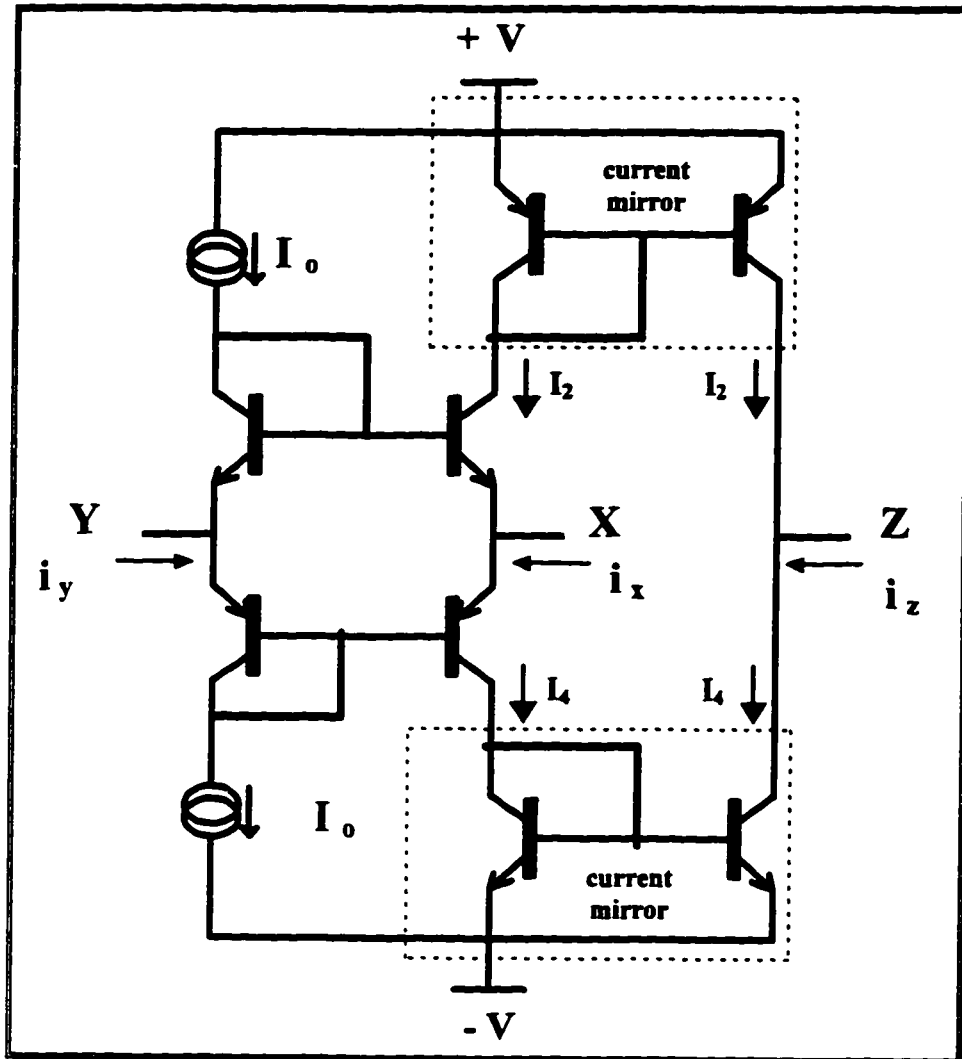 + V
current
mirror
I o
I2
I2
Y
X
Z
i y
i x
i z
I4
I4
I o
current
mirror
- V